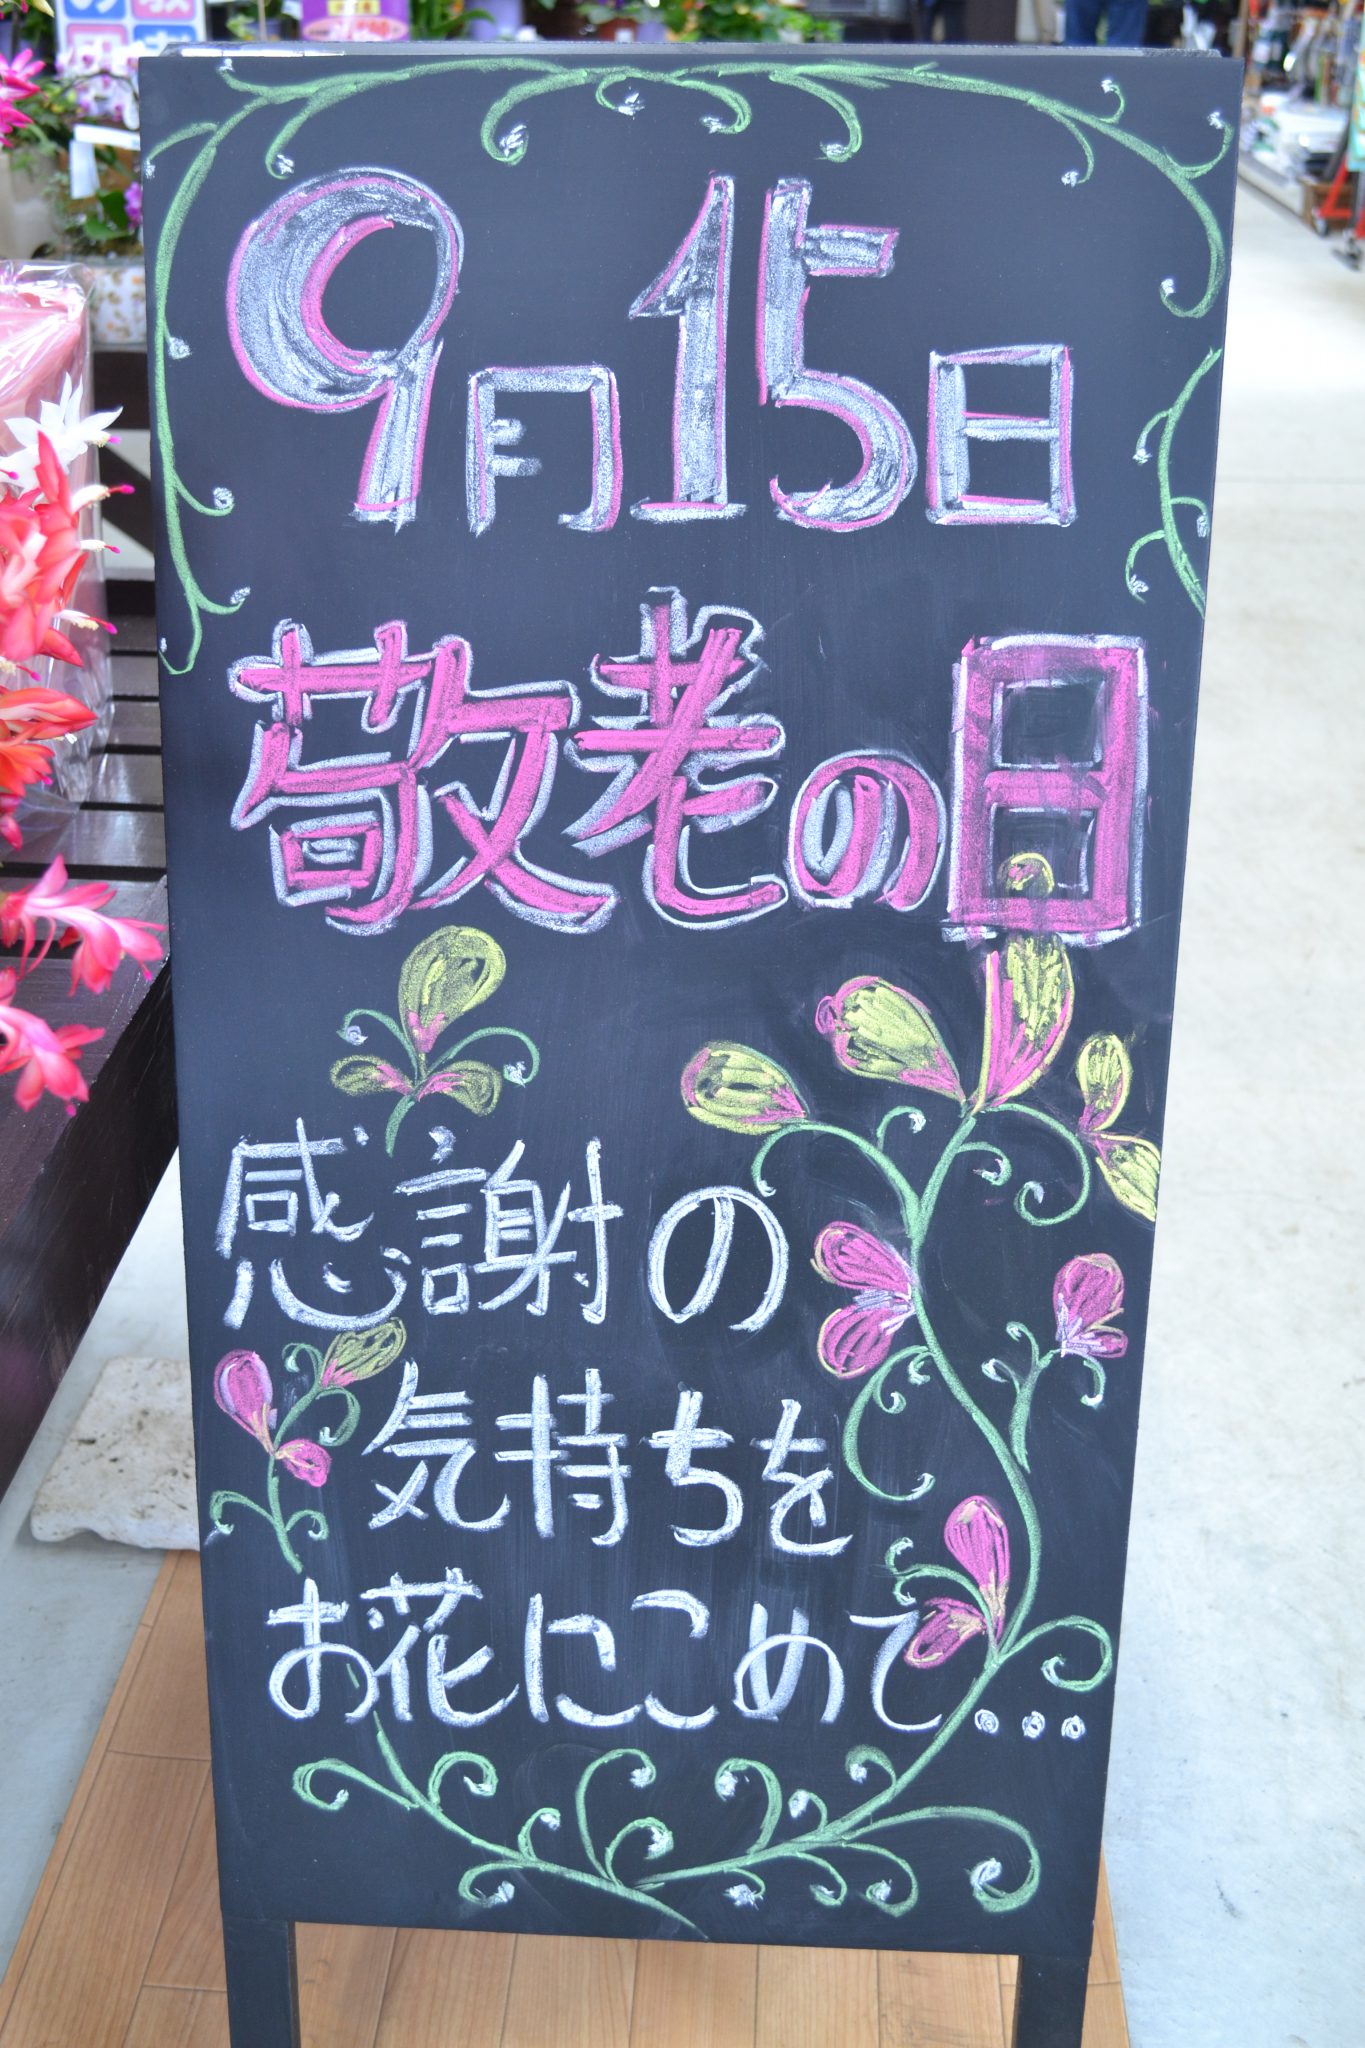 9月15日
敬老の日
感謝の
気持ちを
お花にこめて...